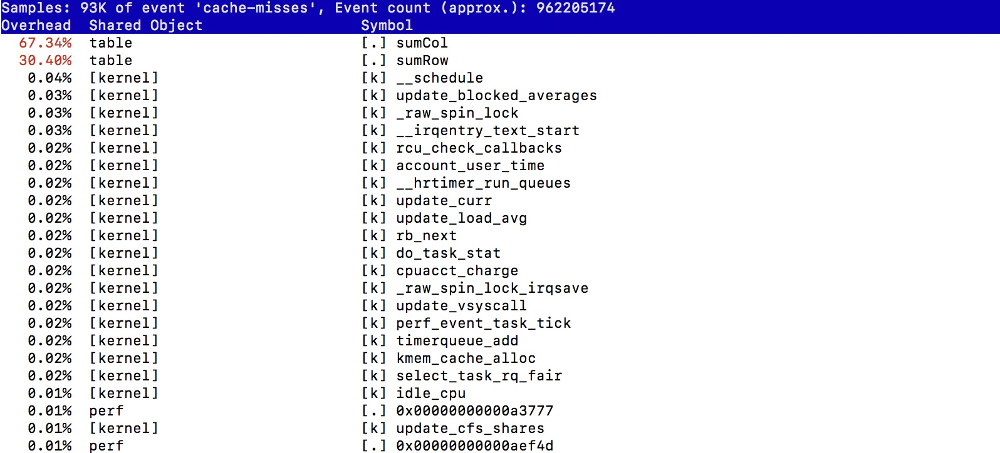 Samples: 93K of event 'cache-misses', Event count (approx.): 962205174
Overhead  Shared Object                       Symbol
  67.34%  table                               [.] sumCol
  30.40%  table                               [.] sumRow
   0.04%  [kernel]                            [k] __schedule
   0.03%  [kernel]                            [k] update_blocked_averages
   0.03%  [kernel]                            [k] _raw_spin_lock
   0.03%  [kernel]                            [k] __irqentry_text_start
   0.02%  [kernel]                            [k] rcu_check_callbacks
   0.02%  [kernel]                            [k] account_user_time
   0.02%  [kernel]                            [k] __hrtimer_run_queues
   0.02%  [kernel]                            [k] update_curr
   0.02%  [kernel]                            [k] update_load_avg
   0.02%  [kernel]                            [k] rb_next
   0.02%  [kernel]                            [k] do_task_stat
   0.02%  [kernel]                            [k] cpuacct_charge
   0.02%  [kernel]                            [k] _raw_spin_lock_irqsave
   0.02%  [kernel]                            [k] update_vsyscall
   0.02%  [kernel]                            [k] perf_event_task_tick
   0.02%  [kernel]                            [k] timerqueue_add
   0.02%  [kernel]                            [k] kmem_cache_alloc
   0.02%  [kernel]                            [k] select_task_rq_fair
   0.01%  [kernel]                            [k] idle_cpu
   0.01%  perf                                [.] 0x00000000000a3777
   0.01%  [kernel]                            [k] update_cfs_shares
   0.01%  perf                                [.] 0x00000000000aef4d